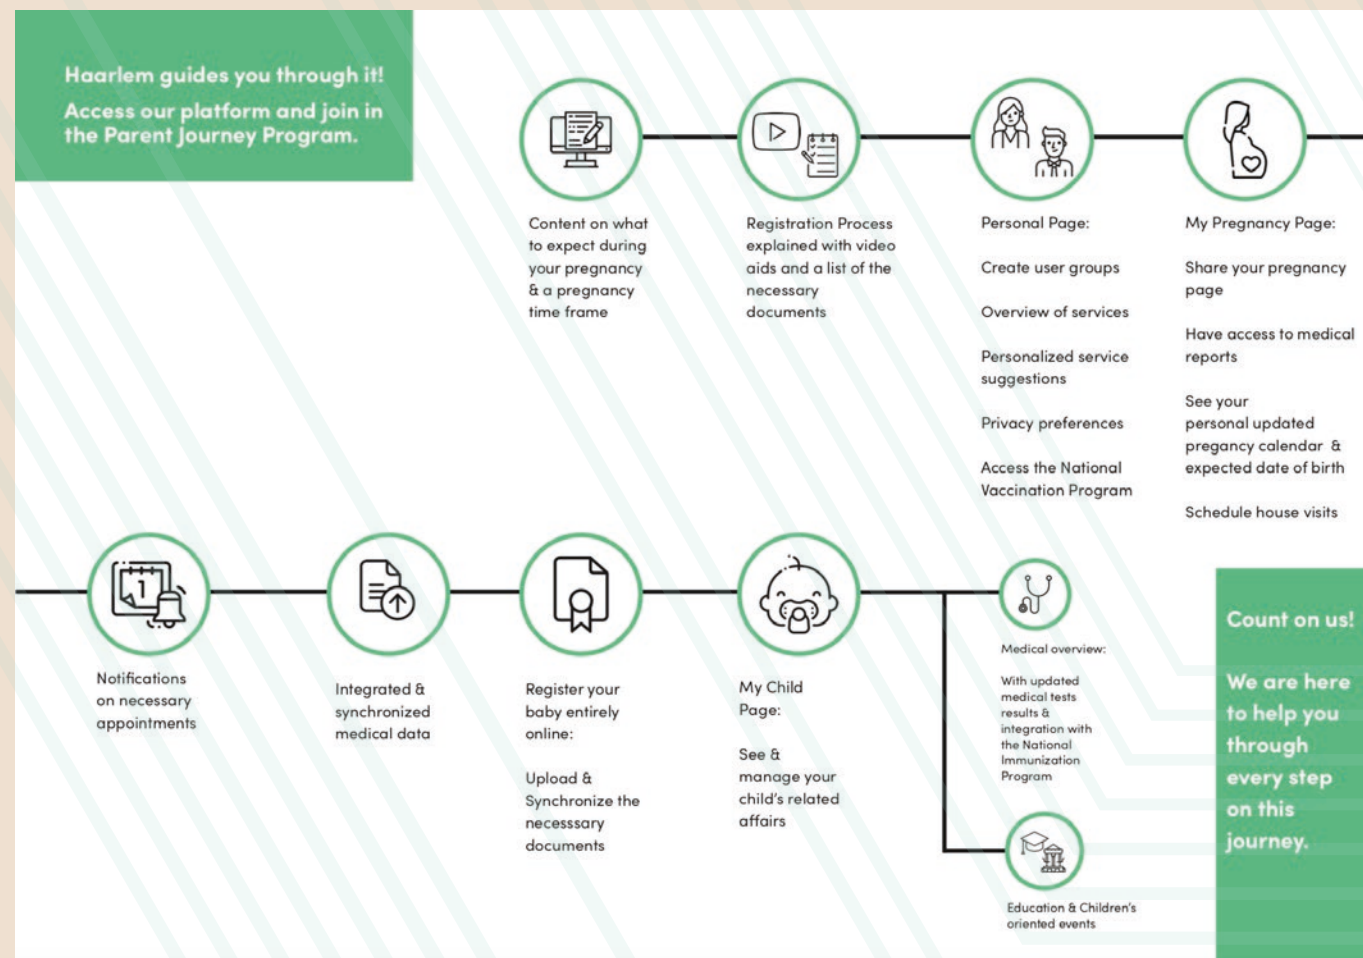 Haarlem guides you through it!
Access our platform and join in
the Parent Journey Program.
Content on what
to expect during
your pregnancy
& a pregnancy
time frame
Registration Process
explained with video
aids and a list of the
necessary
documents
Personal Page:
Create user groups
Overview of services
Personalized service
suggestions
Privacy preferences
Access the National
Vaccination Program
My Pregnancy Page:
Share your pregnancy
page
Have access to medical
reports
See your
personal updated
pregancy calendar &
expected date of birth
Schedule house visits
1
Notifications
on necessary
appointments
Integrated &
synchronized
medical data
Register your
baby entirely
online:
Upload &
Synchronize the
necesssary
documents
My Child
Page:
See &
manage your
child's related
affairs
Medical overview:
With updated
medical tests
results &
integration with
the National
Immunization
Program
Education & Children's
oriented events
Count on us!
We are here
to help you
through
every step
on this
journey.